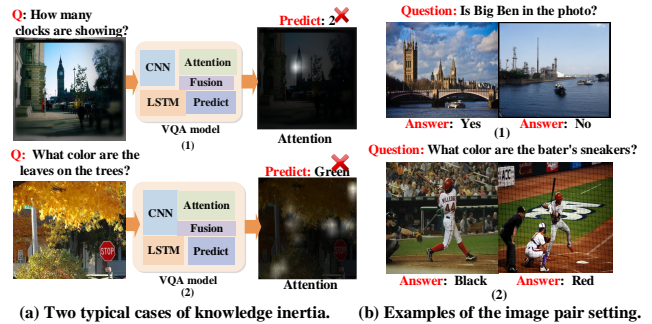 Q: How many
clocks are showing?
CNN
Attention
Fusion
LSTM
Predict
VQA model
(1)
Predict: 2
Attention
Q: What color are the
leaves on the trees?
STOP
CNN
Attention
Fusion
LSTM
Predict
VQA model
(2)
Predict: Green
Attention
(a) Two typical cases of knowledge inertia.
Question: Is Big Ben in the photo?
Answer: Yes
Answer: No
(1)
Question: What color are the bater's sneakers?
44
Answer: Black
Answer: Red
(2)
(b) Examples of the image pair setting.